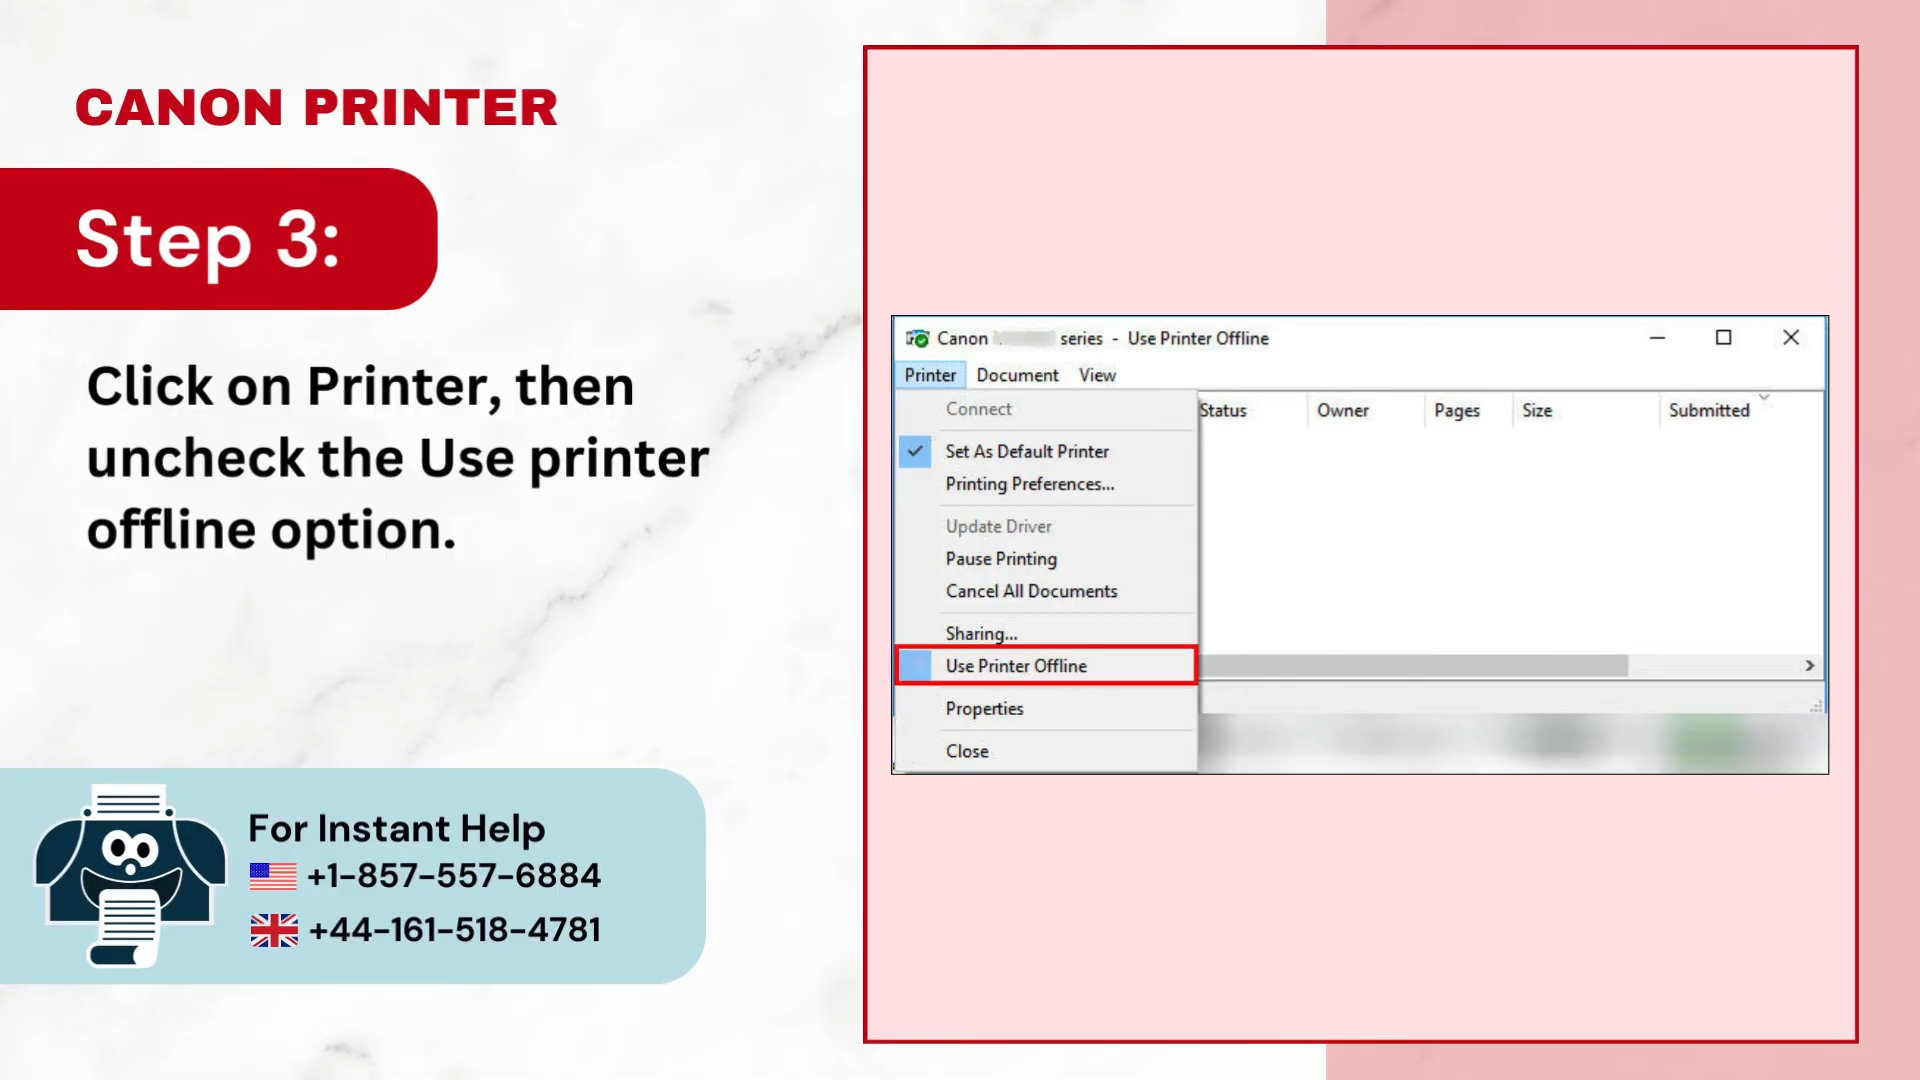 CANON PRINTER
Step 3:
Click on Printer, then
uncheck the Use printer
offline option.
For Instant Help
+1-857-557-6884
+44-161-518-4781
Canon series - Use Printer Offline
Printer Document View
Connect
Status Owner Pages Size Submitted
Set As Default Printer
Printing Preferences...
Update Driver
Pause Printing
Cancel All Documents
Sharing...
Use Printer Offline
Properties
Close